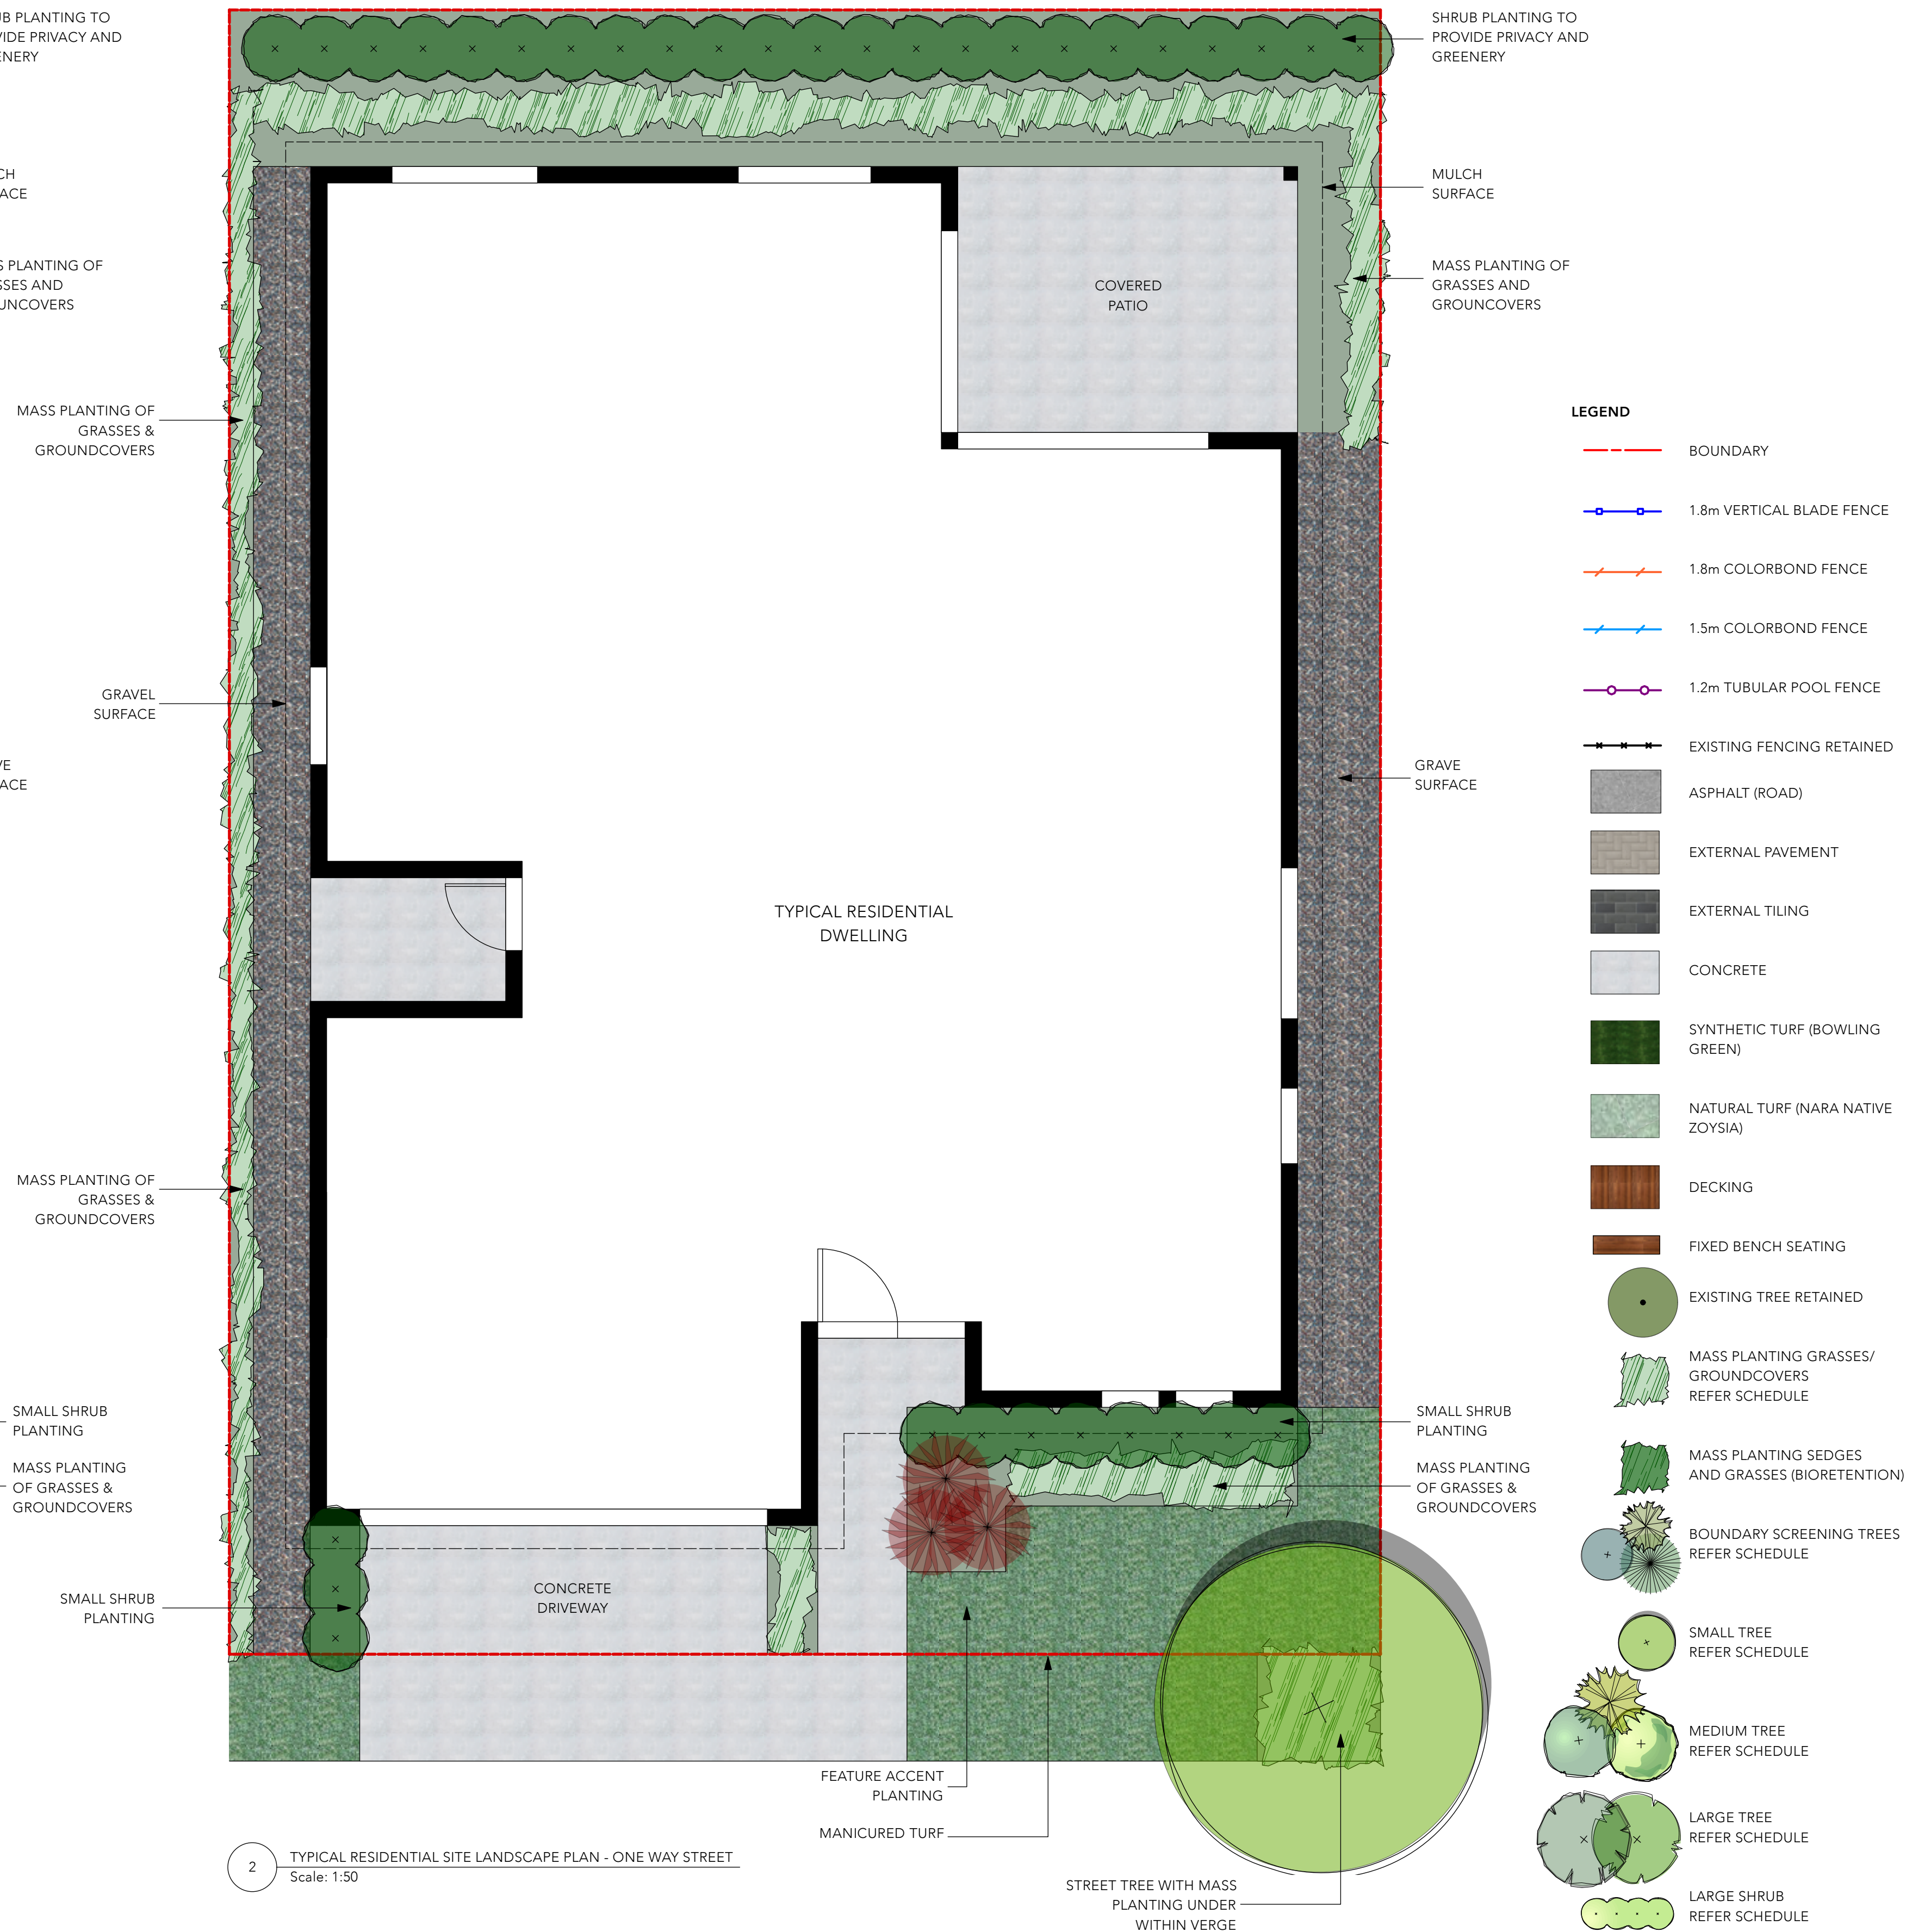 UB PLANTING TO
VIDE PRIVACY AND
ENERY
CH
ACE
S PLANTING OF
SSES AND
UNCOVERS
MASS PLANTING OF
GRASSES &
GROUNDCOVERS
GRAVEL
SURFACE
VE
ACE
MASS PLANTING OF
GRASSES &
GROUNDCOVERS
SMALL SHRUB
PLANTING
MASS PLANTING
OF GRASSES &
GROUNDCOVERS
SMALL SHRUB
PLANTING
COVERED
PATIO
TYPICAL RESIDENTIAL
DWELLING
CONCRETE
DRIVEWAY
SHRUB PLANTING TO
PROVIDE PRIVACY AND
GREENERY
MULCH
SURFACE
MASS PLANTING OF
GRASSES AND
GROUNCOVERS
GRAVE
SURFACE
SMALL SHRUB
PLANTING
MASS PLANTING
OF GRASSES &
GROUNDCOVERS
FEATURE ACCENT
PLANTING
MANICURED TURF
STREET TREE WITH MASS
PLANTING UNDER
WITHIN VERGE
2
TYPICAL RESIDENTIAL SITE LANDSCAPE PLAN - ONE WAY STREET
Scale: 1:50
LEGEND
BOUNDARY
1.8m VERTICAL BLADE FENCE
1.8m COLORBOND FENCE
1.5m COLORBOND FENCE
1.2m TUBULAR POOL FENCE
EXISTING FENCING RETAINED
ASPHALT (ROAD)
EXTERNAL PAVEMENT
EXTERNAL TILING
CONCRETE
SYNTHETIC TURF (BOWLING
GREEN)
NATURAL TURF (NARA NATIVE
ZOYSIA)
DECKING
FIXED BENCH SEATING
EXISTING TREE RETAINED
MASS PLANTING GRASSES/
GROUNDCOVERS
REFER SCHEDULE
MASS PLANTING SEDGES
AND GRASSES (BIORETENTION)
BOUNDARY SCREENING TREES
REFER SCHEDULE
SMALL TREE
REFER SCHEDULE
MEDIUM TREE
REFER SCHEDULE
LARGE TREE
REFER SCHEDULE
LARGE SHRUB
REFER SCHEDULE